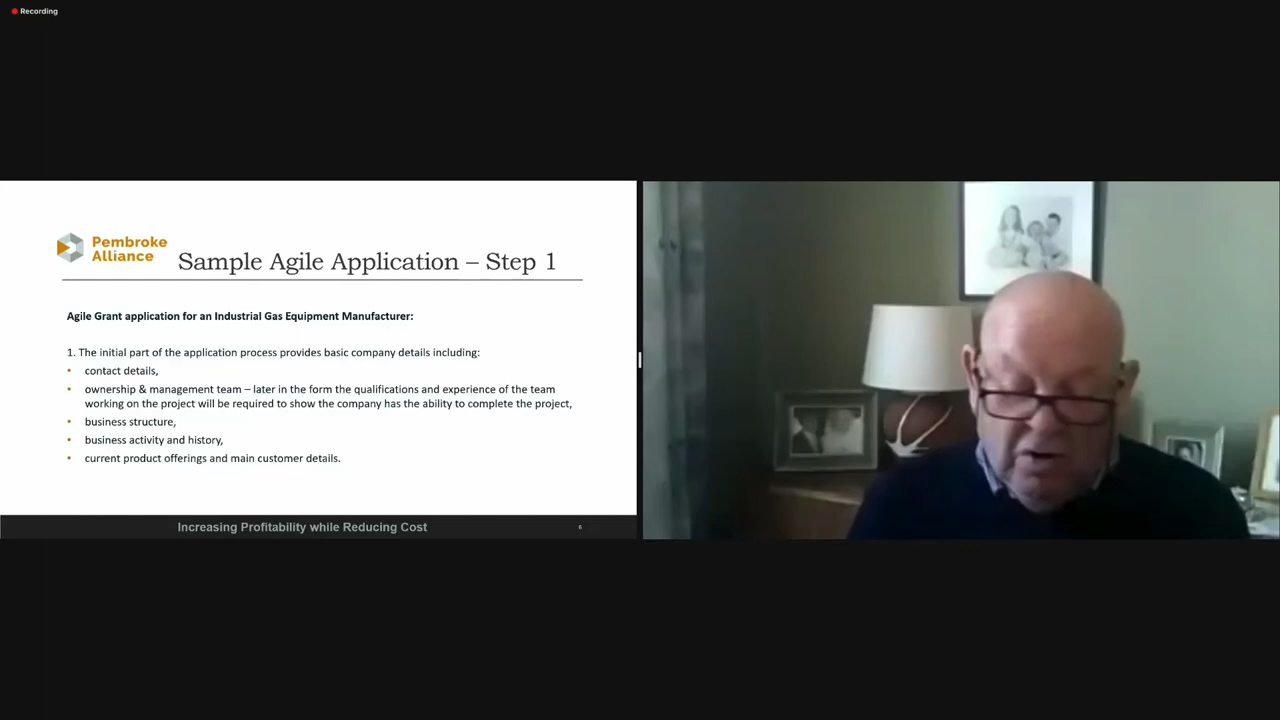 Recording
Pembroke
Alliance
Sample Agile Application – Step 1
Agile Grant application for an Industrial Gas Equipment Manufacturer:
1. The initial part of the application process provides basic company details including:
• contact details,
• ownership & management team – later in the form the qualifications and experience of the team
working on the project will be required to show the company has the ability to complete the project,
• business structure,
• business activity and history,
• current product offerings and main customer details.
Increasing Profitability while Reducing Cost
6